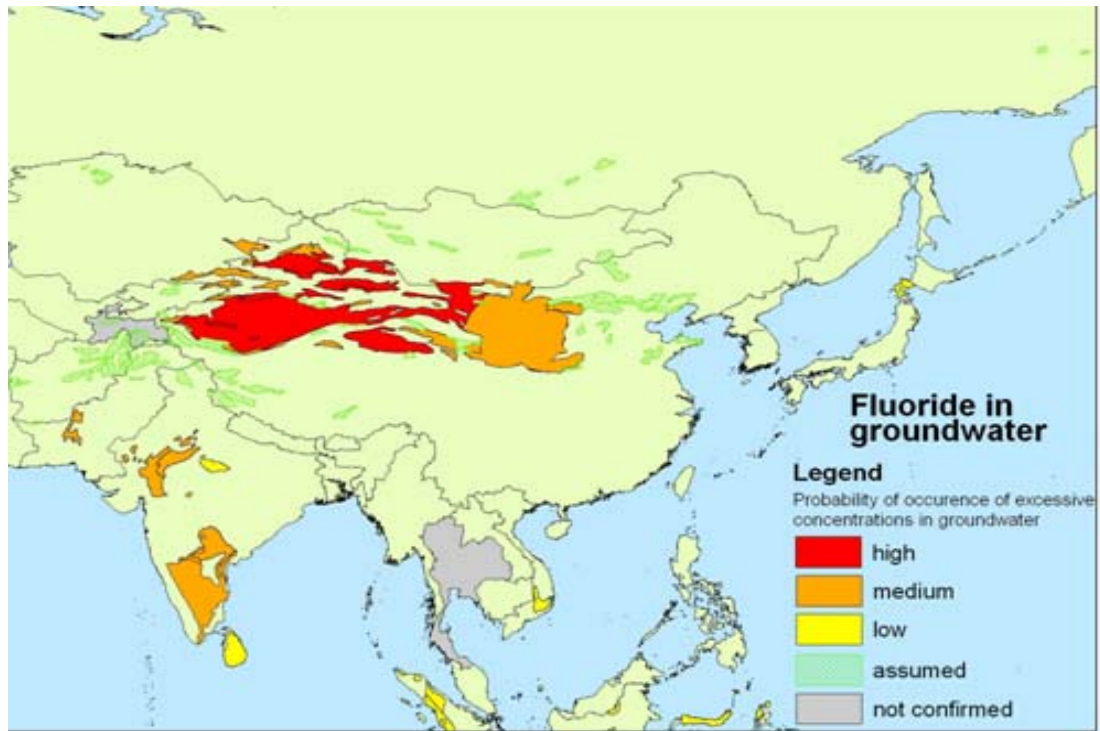 Fluoride in
groundwater
Legend
Probability of occurence of excessive
concentrations in groundwater
high
medium
low
assumed
not confirmed